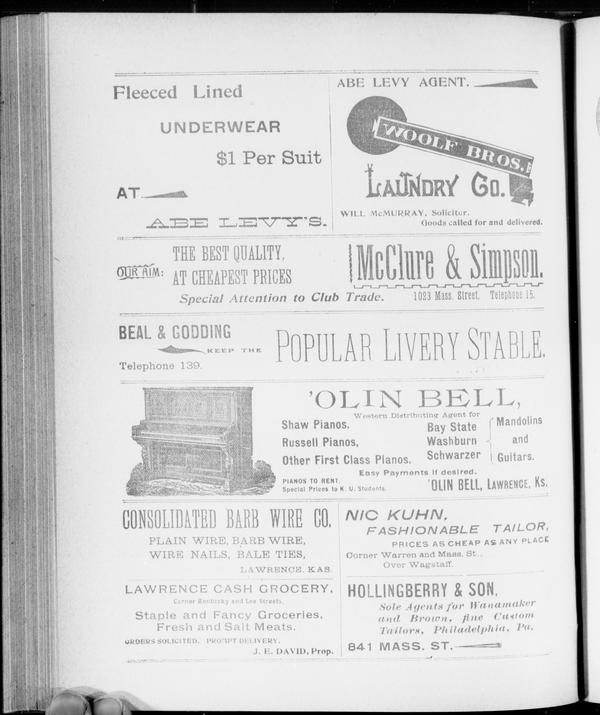 Fleeced Lined
UNDERWEAR
$1 Per Suit
AT
ABE LEVY'S.
ABE LEVY AGENT.
WOOLF BROS.
LAUNDRY CO.
WILL McMURRAY, Solicitor.
Goods called for and delivered.
OUR AIM:
THE BEST QUALITY,
AT CHEAPEST PRICES
Special Attention to Club Trade.
McClure & Simpson.
1023 Mass. Street. Telephone 15.
BEAL & GODDING
KEEP THE
Telephone 139.
POPULAR LIVERY STABLE.
'OLIN BELL,
Western Distributing Agent for
Shaw Pianos,
Russell Pianos,
Other First Class Pianos.
Bay State
Washburn
Schwarzer
Mandolins
and
Guitars.
Easy Payments if desired.
PIANOS TO RENT.
Special Prices to K. U. Students.
'OLIN BELL, LAWRENCE, KS.
CONSOLIDATED BARB WIRE CO.
PLAIN WIRE, BARB WIRE,
WIRE NAILS, BALE TIES,
LAWRENCE, KAS.
NIC KUHN,
FASHIONABLE TAILOR,
PRICES AS CHEAP AS ANY PLACE
Corner Warren and Mass. St.,
Over Wagstaff.
LAWRENCE CASH GROCERY,
Corner Kentucky and Lee Streets.
Staple and Fancy Groceries,
Fresh and Salt Meats.
ORDERS SOLICITED. PROMPT DELIVERY.
J. E. DAVID, Prop.
HOLLINGBERRY & SON,
Sole Agents for Wanamaker
and Brown, fine Custom
Tailors, Philadelphia, Pa.
841 MASS. ST.